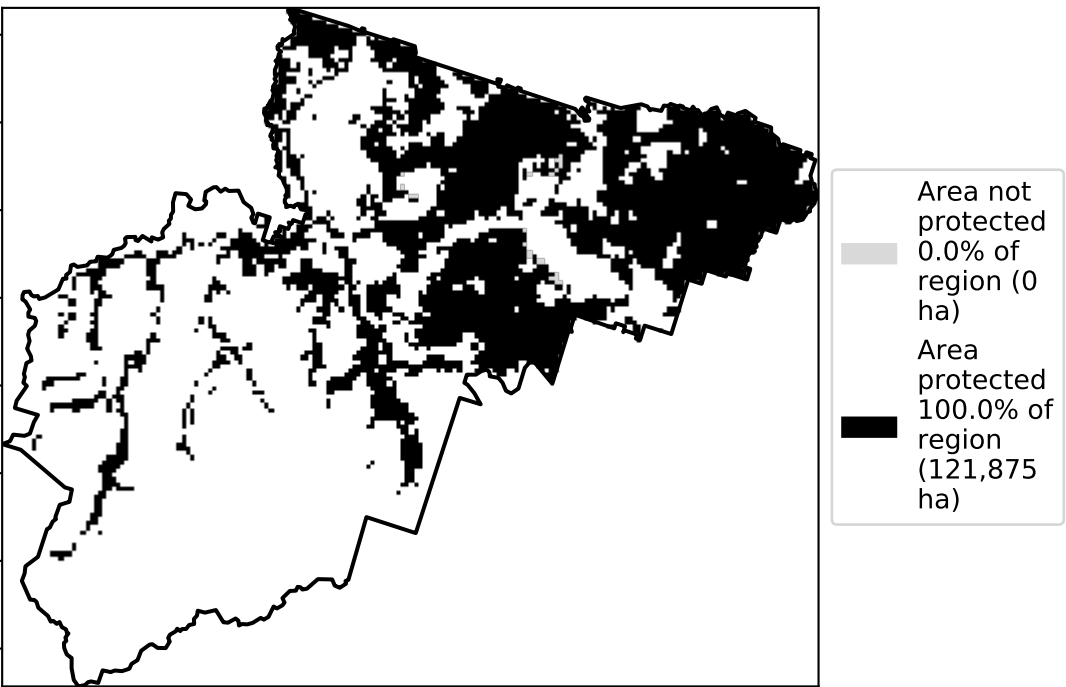 Area not
protected
0.0% of
region (0
ha)
Area
protected
100.0% of
region
(121,875
ha)